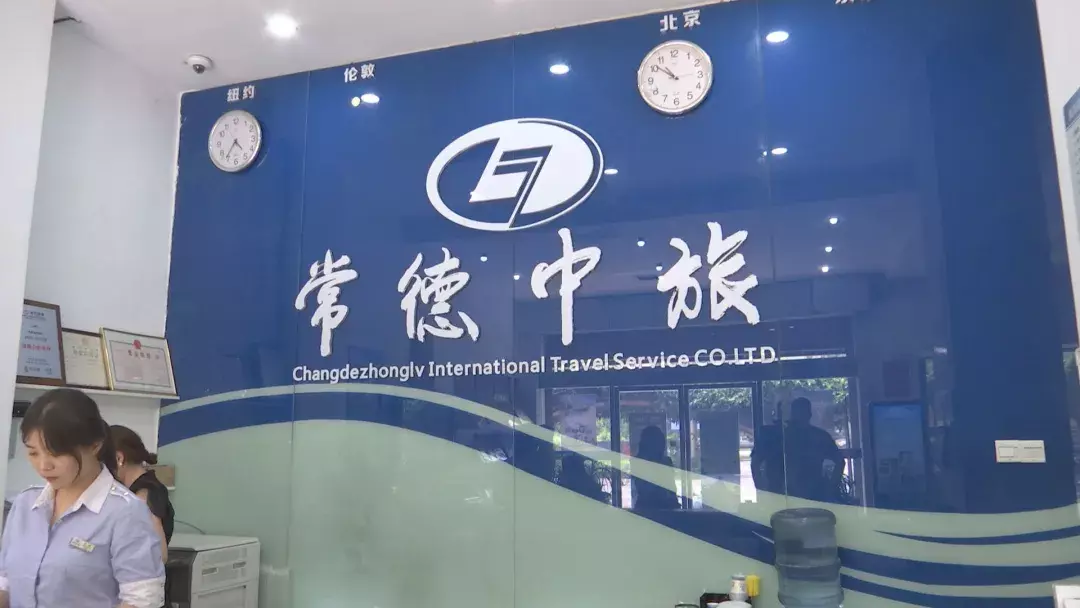 北京
伦敦
纽约
常德中旅
Changdezhonglv International Travel Service CO.LTD